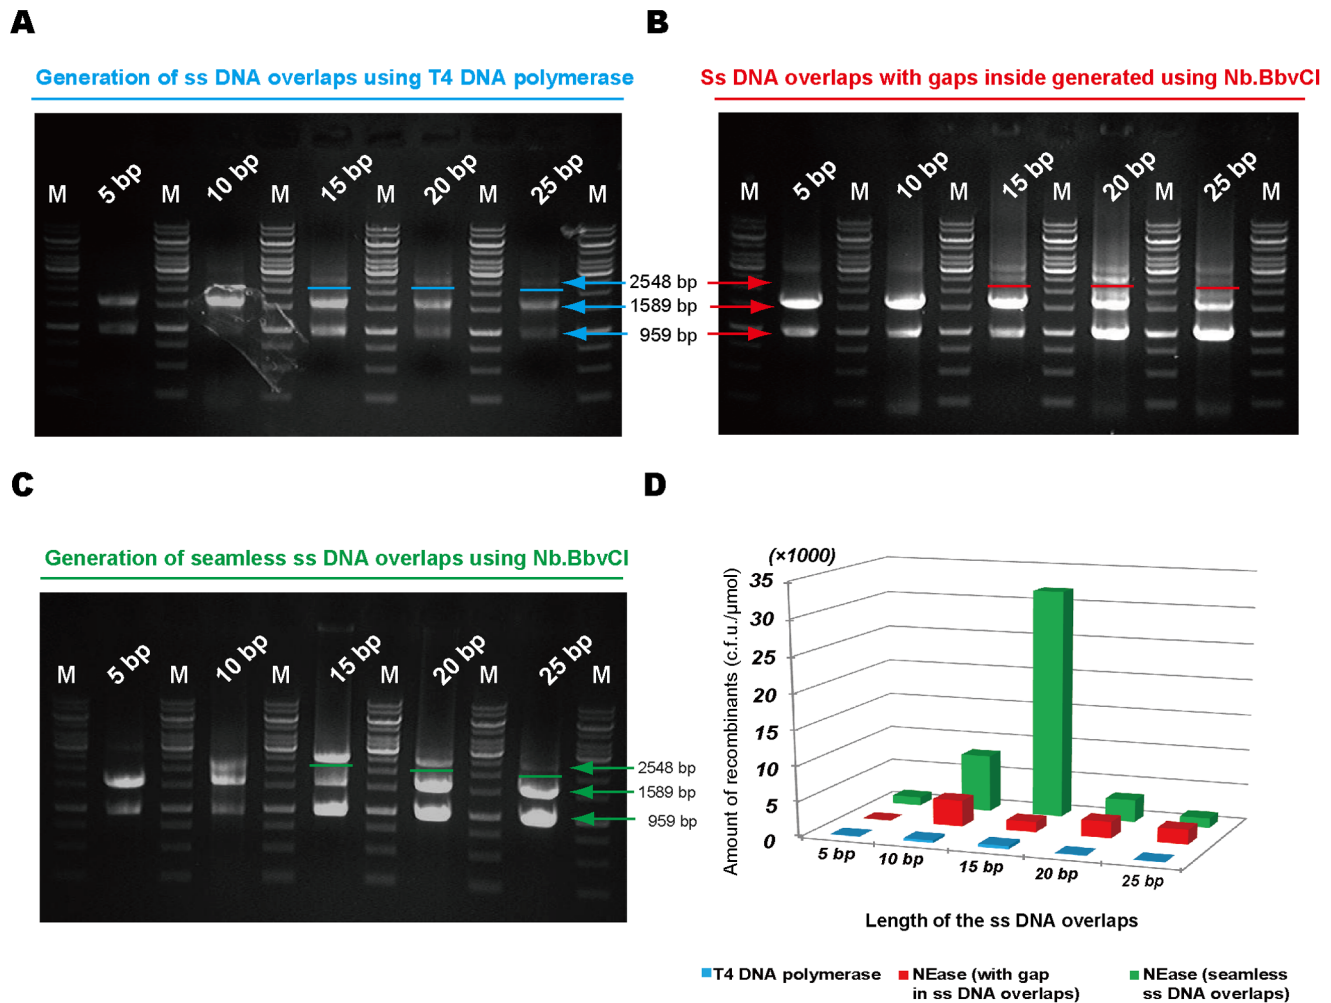 A
Generation of ss DNA overlaps using T4 DNA polymerase
M 5 bp M 10 bp M 15 bp M 20 bp M 25 bp M
B
Ss DNA overlaps with gaps inside generated using Nb.BbvCI
M 5 bp M 10 bp M 15 bp M 20 bp M 25 bp M
2548 bp
1589 bp
959 bp
C
Generation of seamless ss DNA overlaps using Nb.BbvCI
M 5 bp M 10 bp M 15 bp M 20 bp M 25 bp M
2548 bp
1589 bp
959 bp
D
(×1000)
Amount of recombinants (c.f.u./μmol)
35
30
25
20
15
10
5
0
5 bp 10 bp 15 bp 20 bp 25 bp
Length of the ss DNA overlaps
T4 DNA polymerase
NEase (with gap
in ss DNA overlaps)
NEase (seamless
ss DNA overlaps)